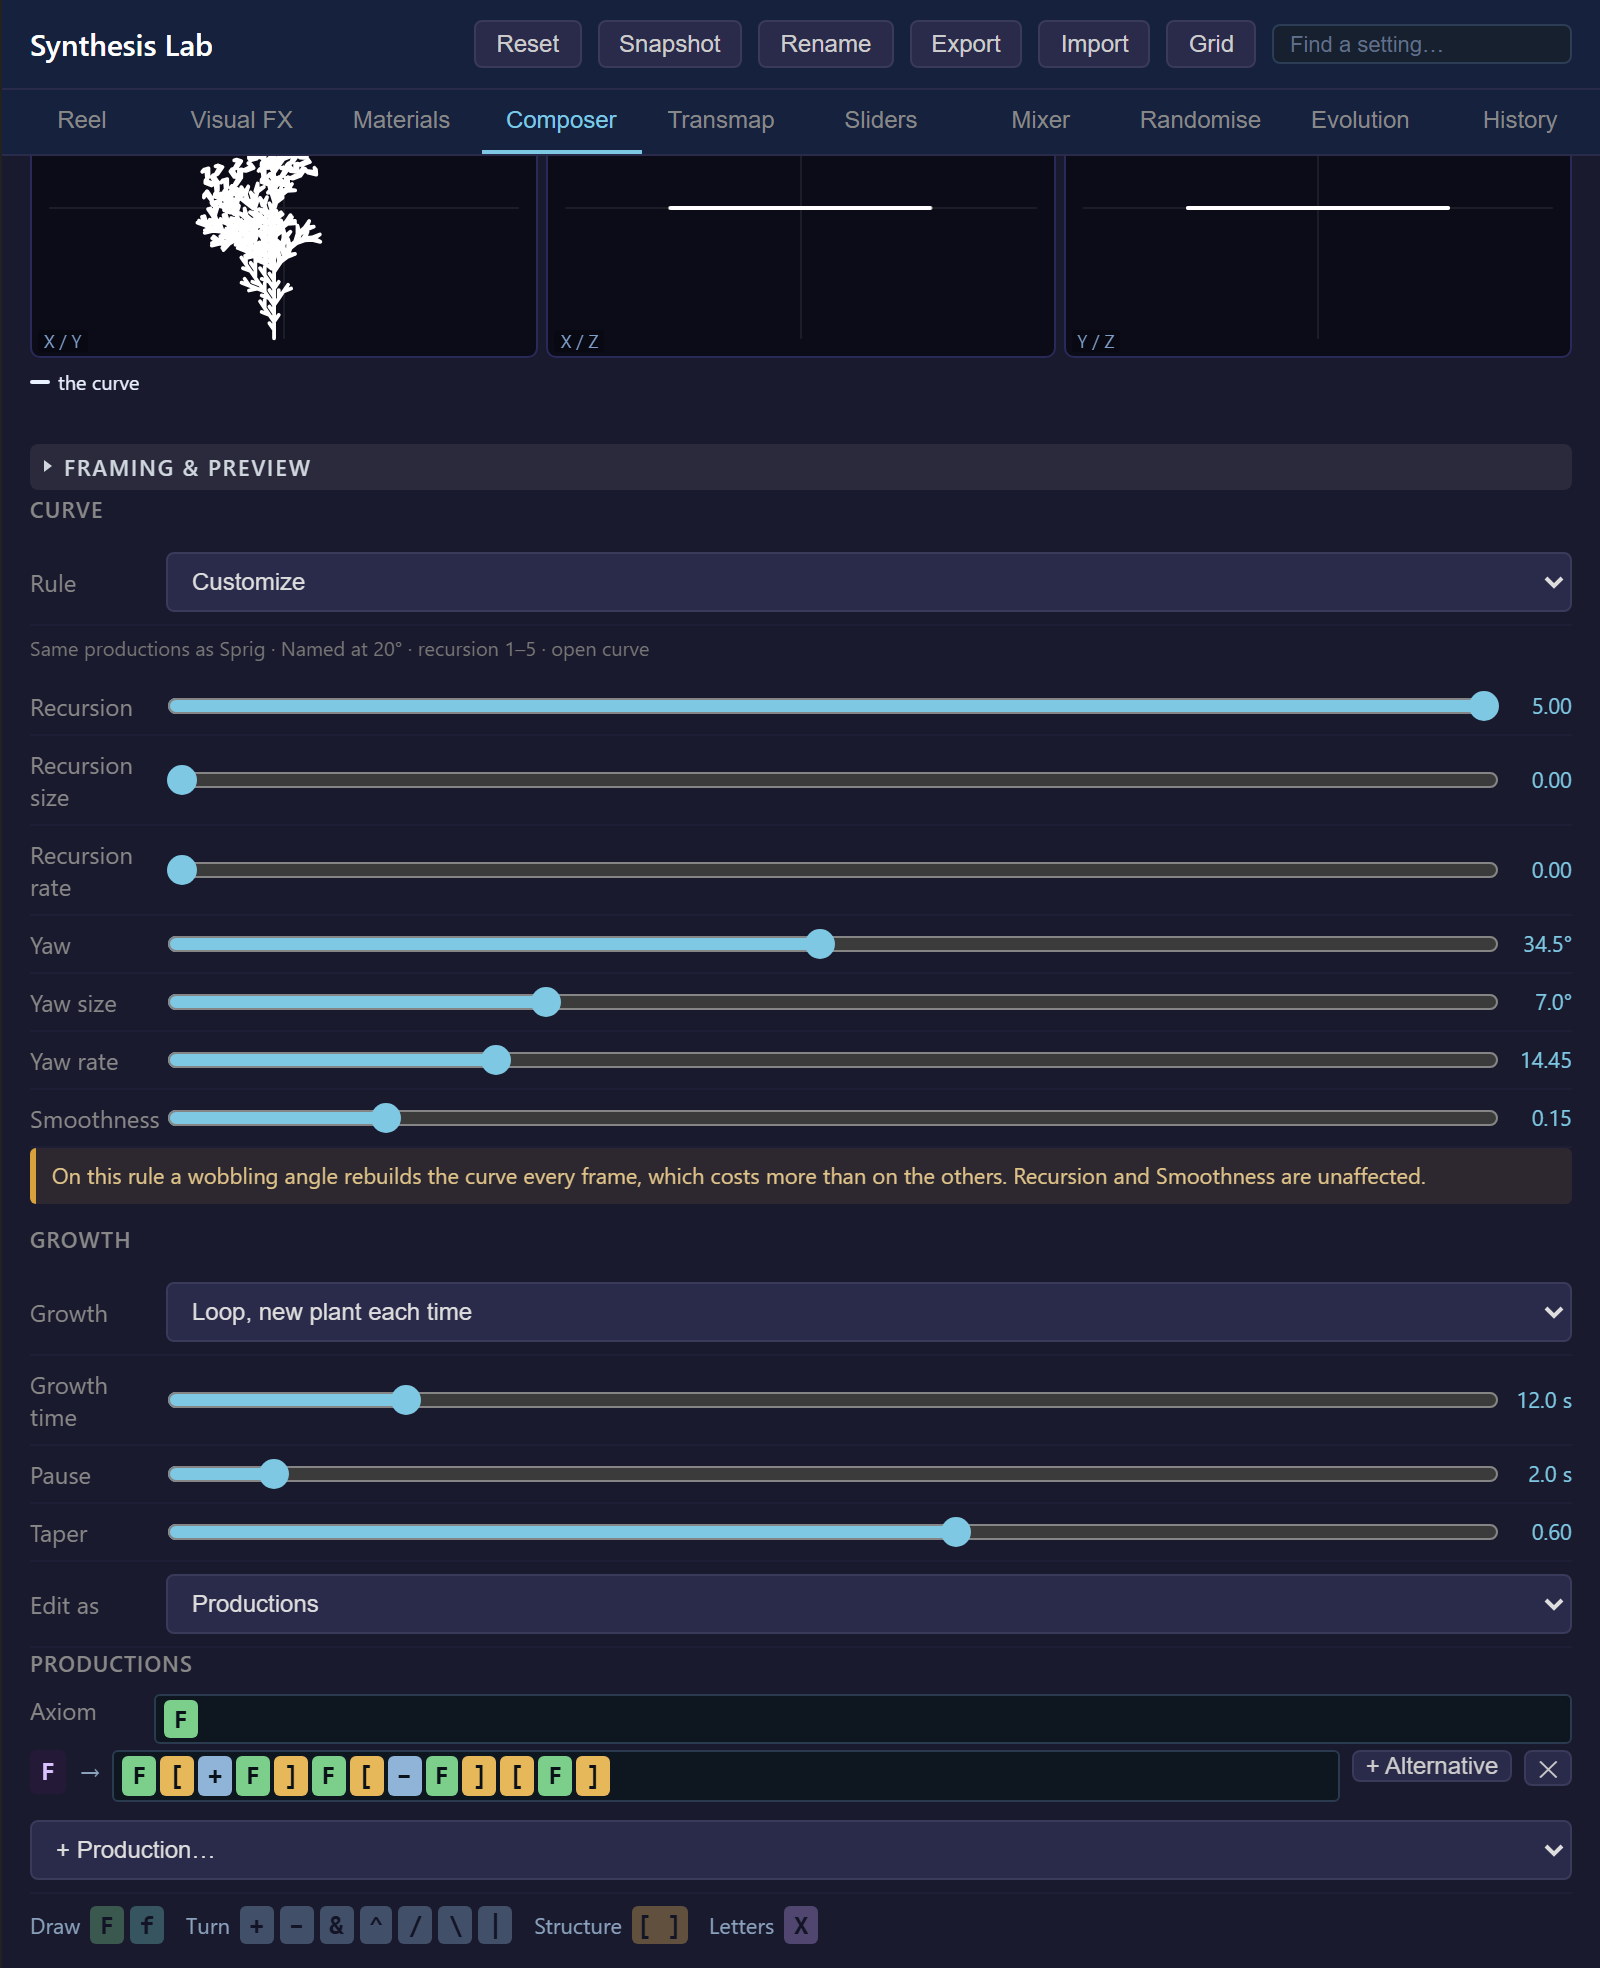 Synthesis Lab
Reset Snapshot Rename Export Import Grid Find a setting…
Reel Visual FX Materials Composer Transmap Sliders Mixer Randomise Evolution History
X / Y X / Z Y / Z
the curve
FRAMING & PREVIEW
CURVE
Rule Customize
Same productions as Sprig · Named at 20° · recursion 1–5 · open curve
Recursion 5.00
Recursion size 0.00
Recursion rate 0.00
Yaw 34.5°
Yaw size 7.0°
Yaw rate 14.45
Smoothness 0.15
On this rule a wobbling angle rebuilds the curve every frame, which costs more than on the others. Recursion and Smoothness are unaffected.
GROWTH
Growth Loop, new plant each time
Growth time 12.0 s
Pause 2.0 s
Taper 0.60
Edit as Productions
PRODUCTIONS
Axiom F
F → F [ + F ] F [ − F ] [ F ] + Alternative ×
+ Production…
Draw F f Turn + − & ^ / \ | Structure [ ] Letters X